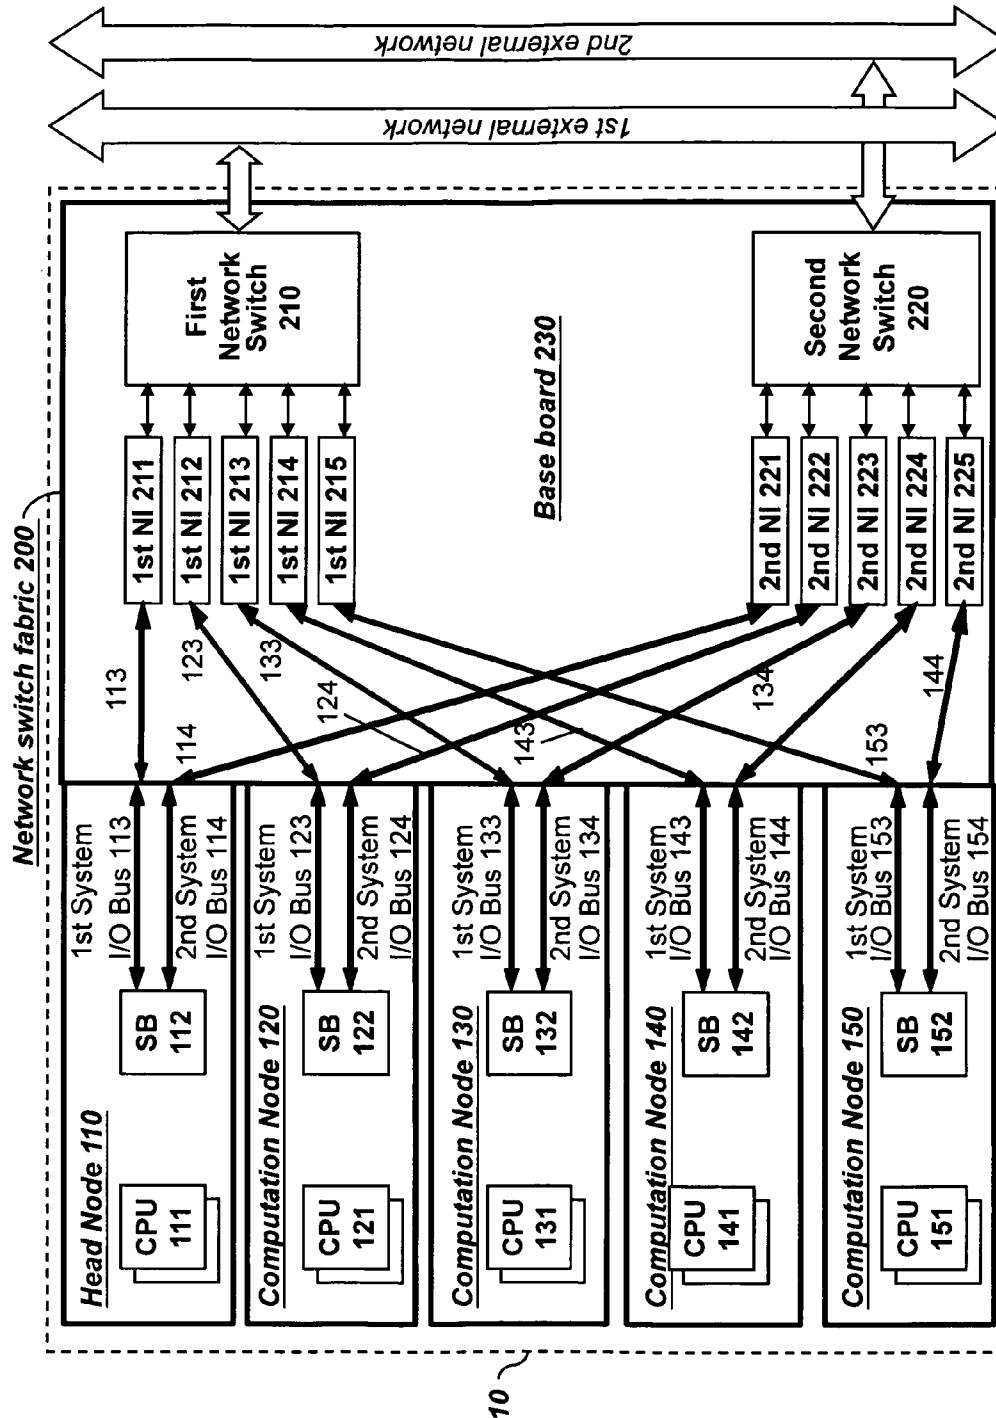 Network switch fabric 200
10
Head Node 110
CPU
111
SB
112
1st System
I/O Bus 113
2nd System
I/O Bus 114
Computation Node 120
CPU
121
SB
122
1st System
I/O Bus 123
2nd System
I/O Bus 124
Computation Node 130
CPU
131
SB
132
1st System
I/O Bus 133
2nd System
I/O Bus 134
Computation Node 140
CPU
141
SB
142
1st System
I/O Bus 143
2nd System
I/O Bus 144
Computation Node 150
CPU
151
SB
152
1st System
I/O Bus 153
2nd System
I/O Bus 154
113
114
123
124
133
143
134
153
144
1st NI 211
1st NI 212
1st NI 213
1st NI 214
1st NI 215
2nd NI 221
2nd NI 222
2nd NI 223
2nd NI 224
2nd NI 225
First
Network
Switch
210
Base board 230
Second
Network
Switch
220
1st external network
2nd external network